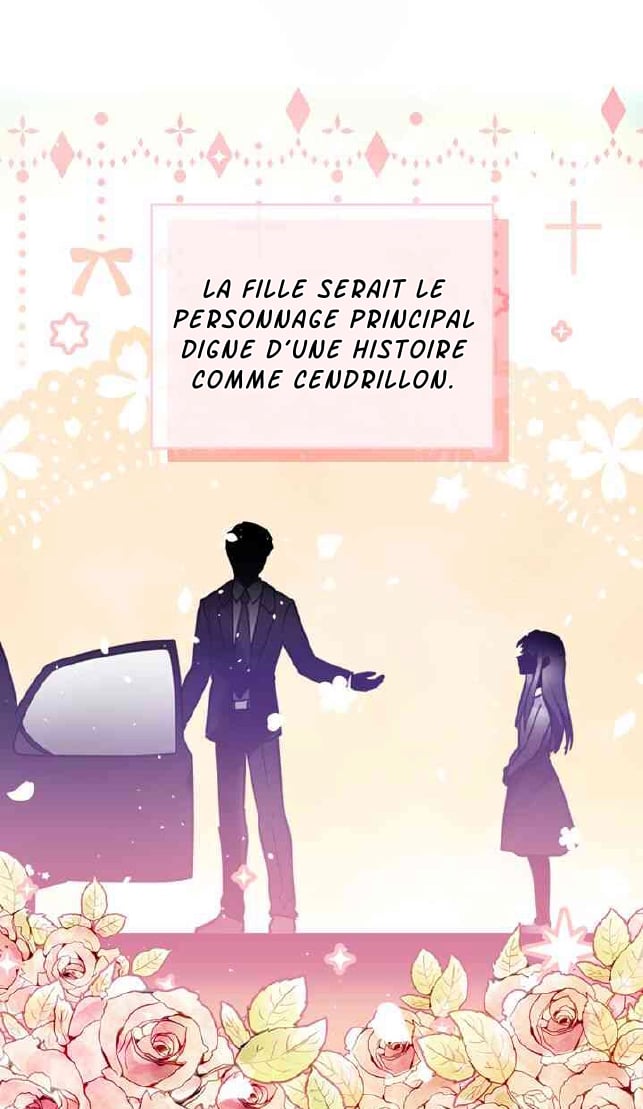 LA FILLE SERAIT LE
PERSONNAGE PRINCIPAL
DIGNE D'UNE HISTOIRE
COMME CENDRILLON.